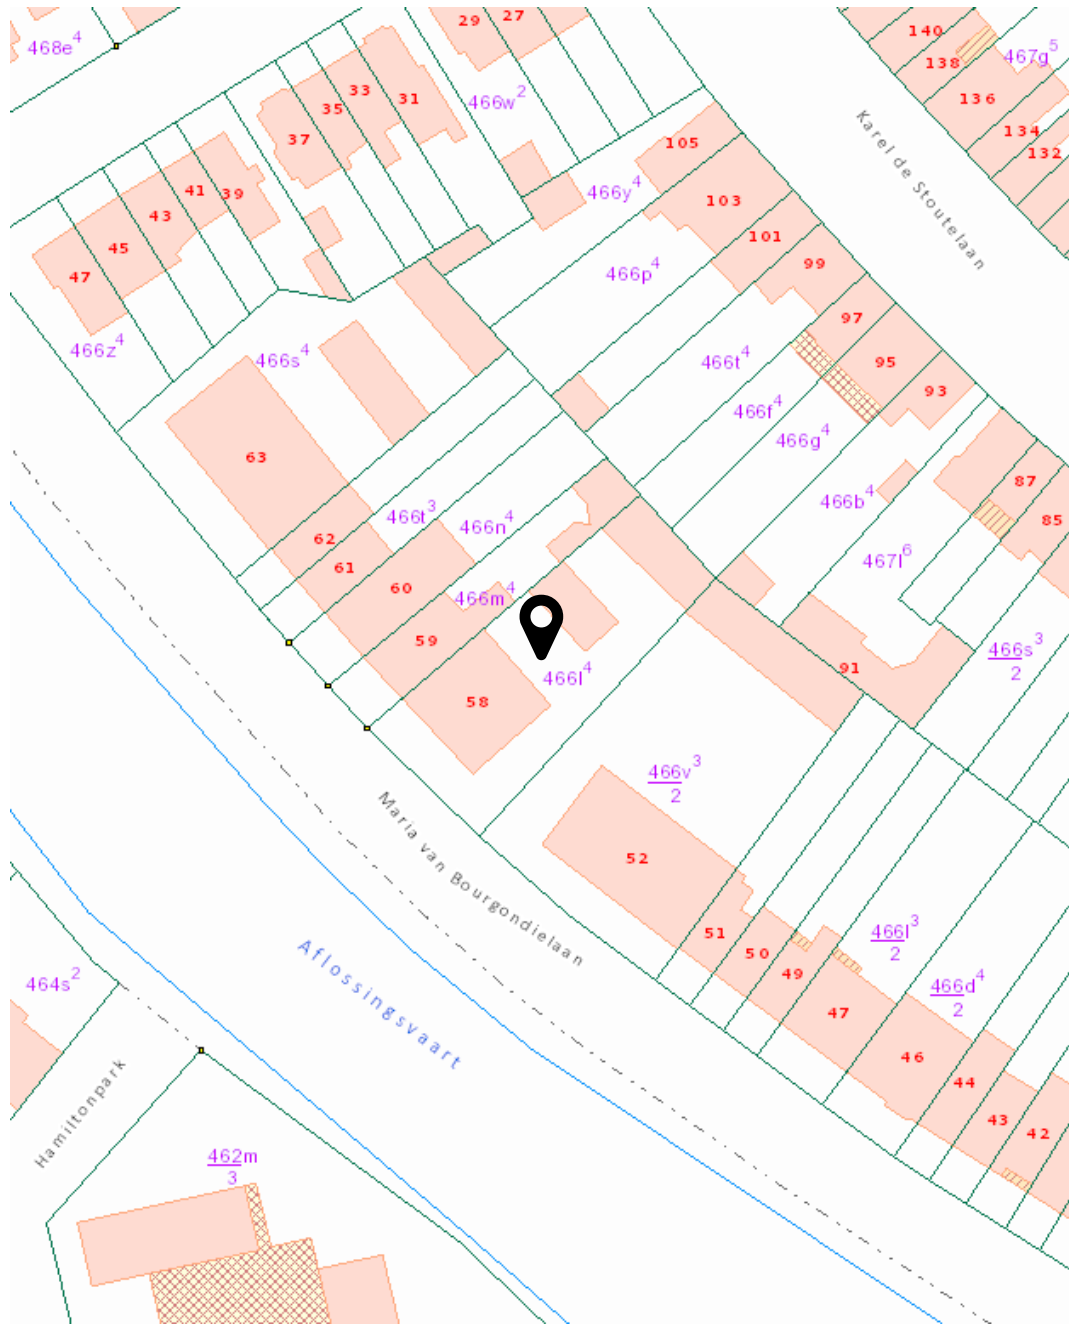 29
27
140
468e⁴
138
467g⁵
33
31
466w²
136
35
37
134
132
105
Karel de Stoutelaan
41
39
466y⁴
103
43
45
101
47
466p⁴
99
97
466z⁴
466s⁴
466t⁴
95
93
466f⁴
466g⁴
63
87
466b⁴
466t³
466n⁴
85
62
467l⁶
61
60
466m⁴
59
466s³
2
91
466l⁴
58
466v³
2
Maria van Bourgondielaan
52
51
466l³
2
50
49
Aflossingsvaart
464s²
466d⁴
2
47
46
44
43
42
Hamiltonpark
462m
3